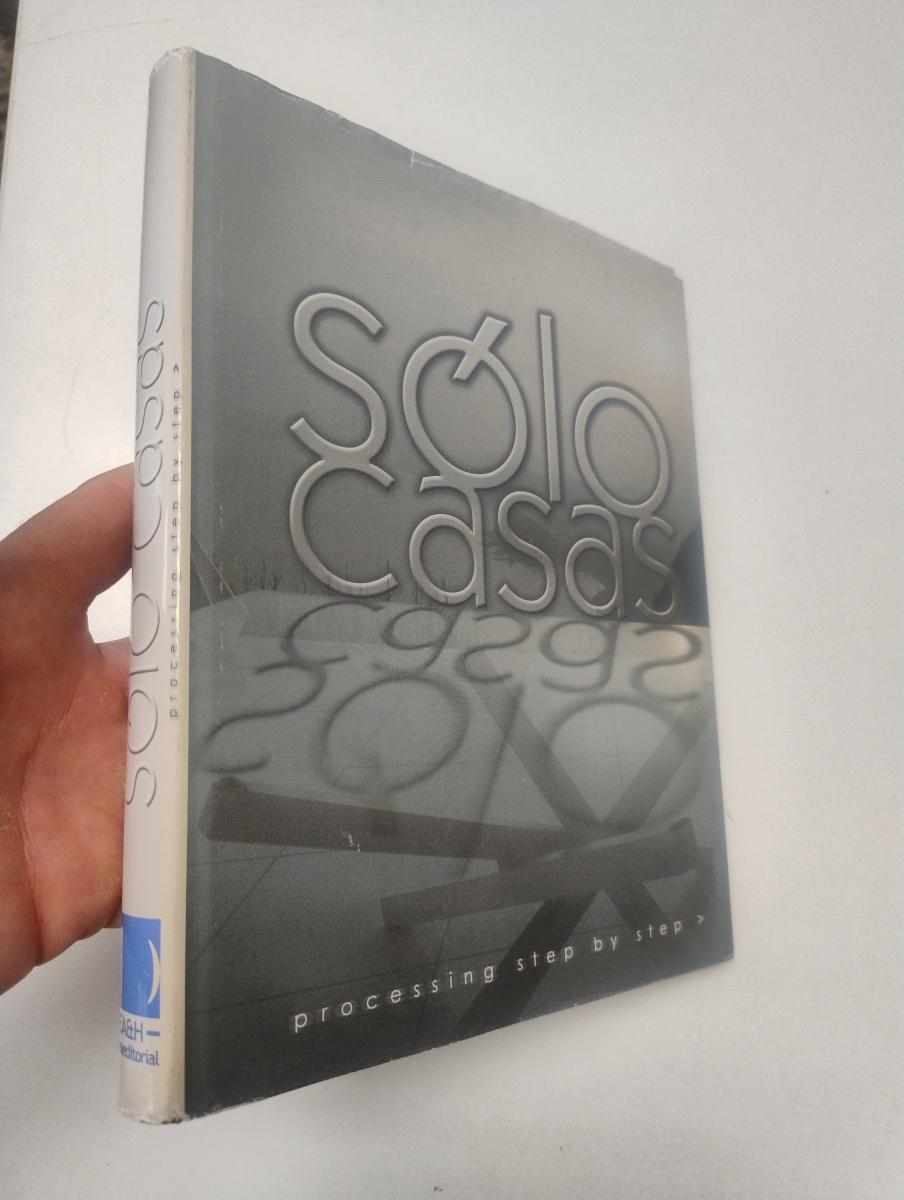 sólo
casas
processing step by step >
sólo casas
processing step by step >
editorial